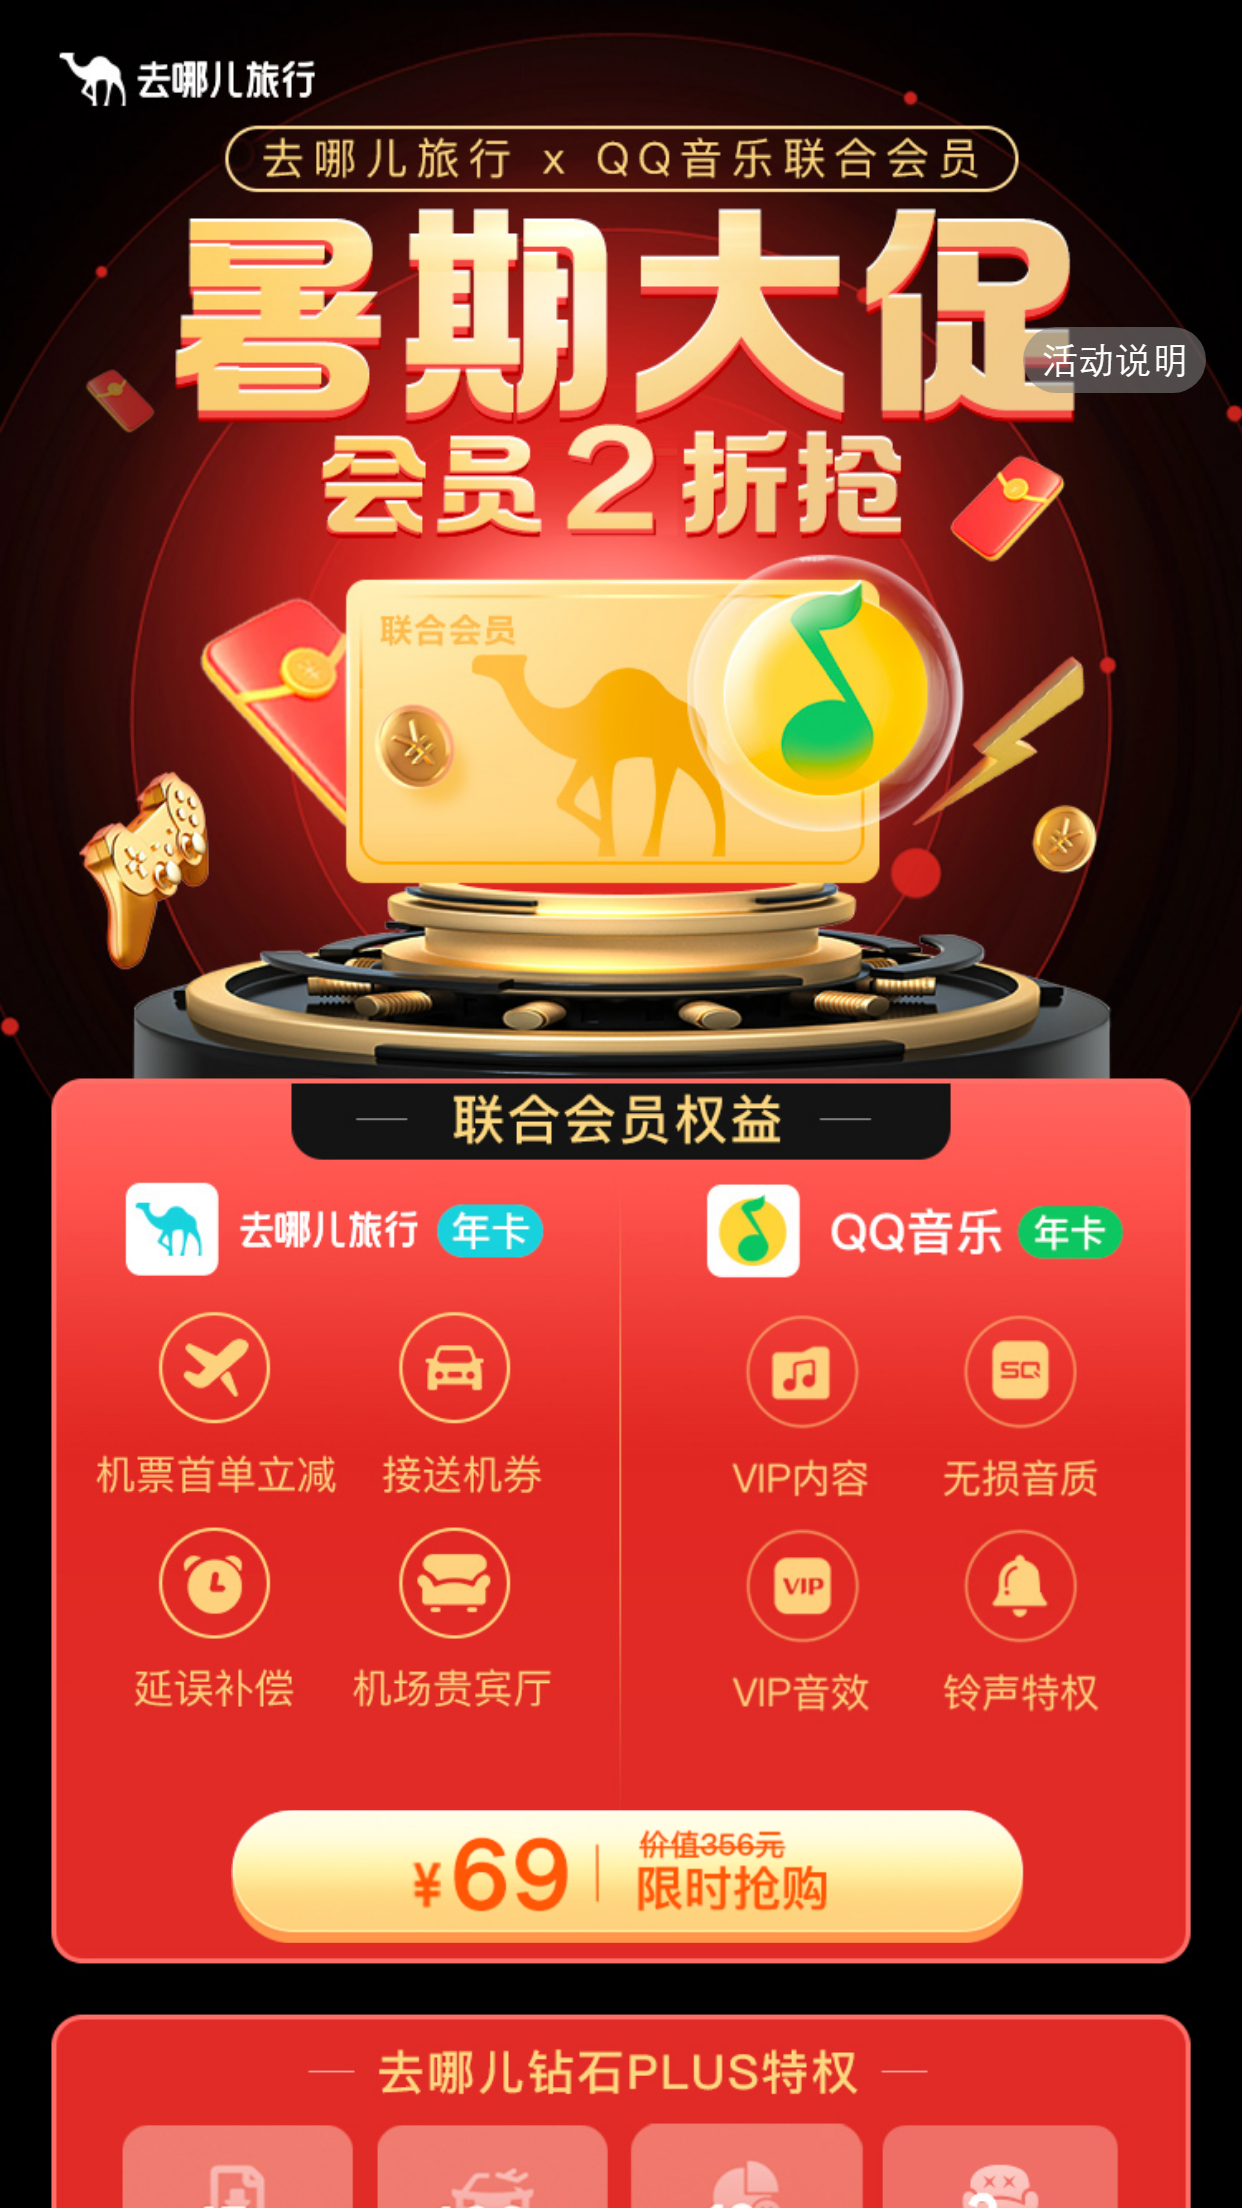 去哪儿旅行
去哪儿旅行 x QQ音乐联合会员
暑期大促
活动说明
会员2折抢
联合会员
联合会员权益
去哪儿旅行 年卡
QQ音乐 年卡
机票首单立减 接送机券
VIP内容 无损音质
SQ
VIP
延误补偿 机场贵宾厅
VIP音效 铃声特权
¥69 价值356元
限时抢购
去哪儿钻石PLUS特权